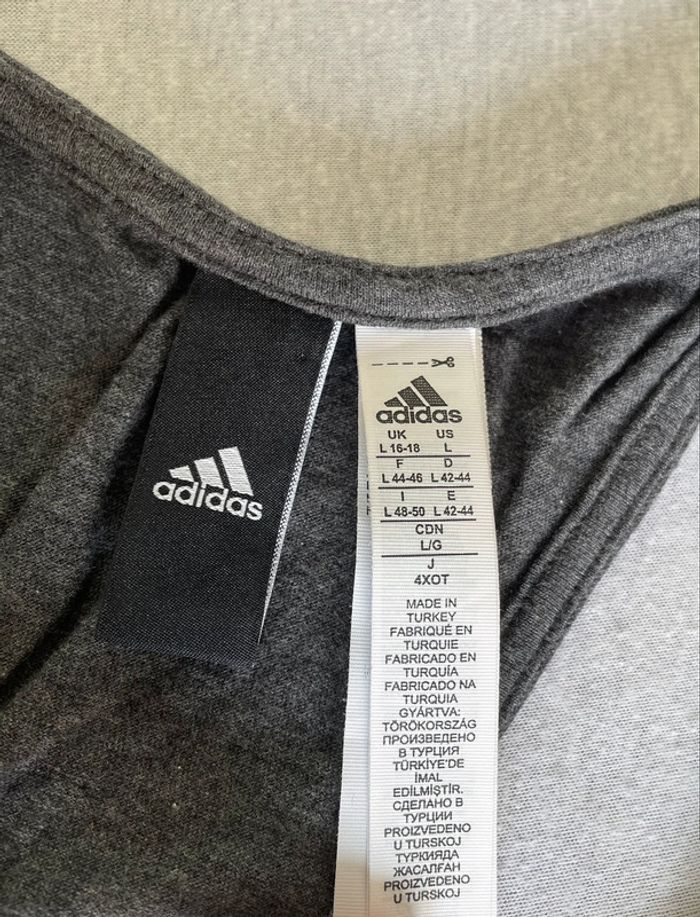 adidas
adidas
UK US
L 16-18 L
F D
L 44-46 L 42-44
I E
L 48-50 L 42-44
CDN
L/G
J
4XOT
MADE IN
TURKEY
FABRIQUÉ EN
TURQUIE
FABRICADO EN
TURQUÍA
FABRICADO NA
TURQUIA
GYÁRTVA:
TÖRÖKORSZÁG
ПРОИЗВЕДЕНО
В ТУРЦИЯ
TÜRKİYE'DE
İMAL
EDİLMİŞTİR.
СДЕЛАНО В
ТУРЦИИ
PROIZVEDENO
U TURSKOJ
ТҮРКИЯДА
ЖАСАЛҒАН
PROIZVEDENO
U TURSKOJ